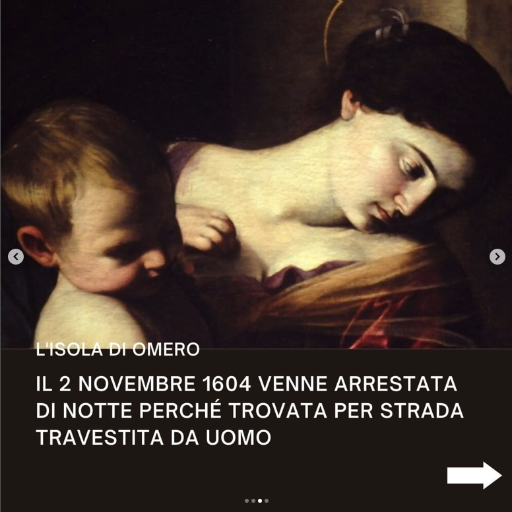 L'ISOLA DI OMERO
IL 2 NOVEMBRE 1604 VENNE ARRESTATA
DI NOTTE PERCHÉ TROVATA PER STRADA
TRAVESTITA DA UOMO